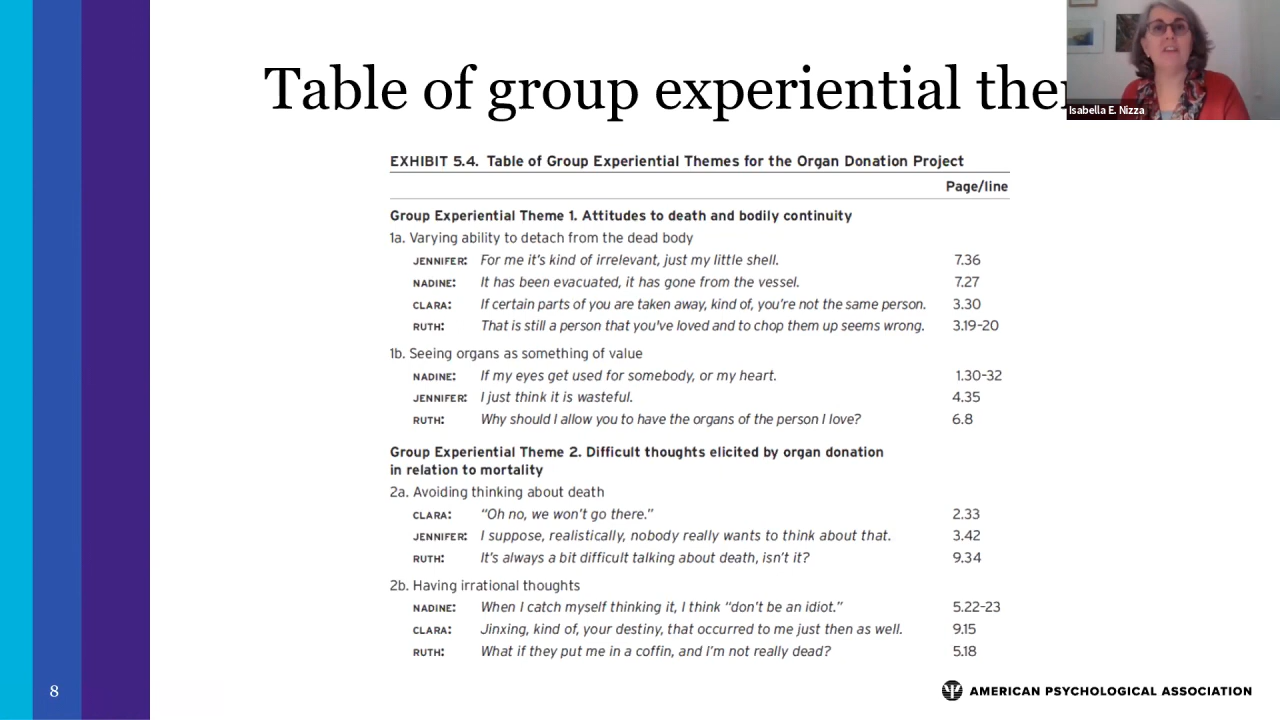 Table of group experiential
Isabella E. Nizza
EXHIBIT 5.4. Table of Group Experiential Themes for the Organ Donation Project
Page/line
Group Experiential Theme 1. Attitudes to death and bodily continuity
1a. Varying ability to detach from the dead body
JENNIFER: For me it's kind of irrelevant, just my little shell. 7.36
NADINE: It has been evacuated, it has gone from the vessel. 7.27
CLARA: If certain parts of you are taken away, kind of, you're not the same person. 3.30
RUTH: That is still a person that you've loved and to chop them up seems wrong. 3.19–20
1b. Seeing organs as something of value
NADINE: If my eyes get used for somebody, or my heart. 1.30–32
JENNIFER: I just think it is wasteful. 4.35
RUTH: Why should I allow you to have the organs of the person I love? 6.8
Group Experiential Theme 2. Difficult thoughts elicited by organ donation
in relation to mortality
2a. Avoiding thinking about death
CLARA: “Oh no, we won't go there.” 2.33
JENNIFER: I suppose, realistically, nobody really wants to think about that. 3.42
RUTH: It's always a bit difficult talking about death, isn't it? 9.34
2b. Having irrational thoughts
NADINE: When I catch myself thinking it, I think “don't be an idiot.” 5.22–23
CLARA: Jinxing, kind of, your destiny, that occurred to me just then as well. 9.15
RUTH: What if they put me in a coffin, and I'm not really dead? 5.18
8
AMERICAN PSYCHOLOGICAL ASSOCIATION